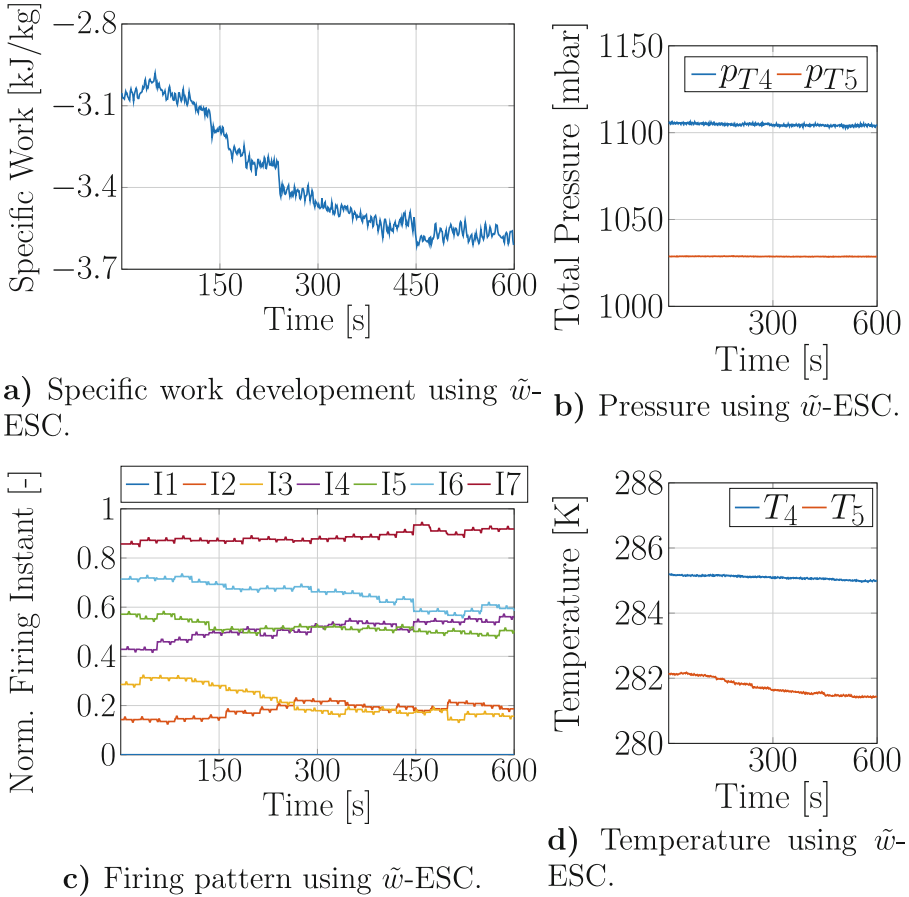 Specific Work [kJ/kg]
−2.8
−3.1
−3.4
−3.7
150
300
450
600
Time [s]
a) Specific work developement using w̃-
ESC.
Total Pressure [mbar]
1150
1100
1050
1000
pT4
pT5
300
600
Time [s]
b) Pressure using w̃-ESC.
Norm. Firing Instant [-]
I1 I2 I3 I4 I5 I6 I7
1
0.8
0.6
0.4
0.2
0
150
300
450
600
Time [s]
c) Firing pattern using w̃-ESC.
Temperature [K]
288
286
284
282
280
T4
T5
300
600
Time [s]
d) Temperature using w̃-
ESC.